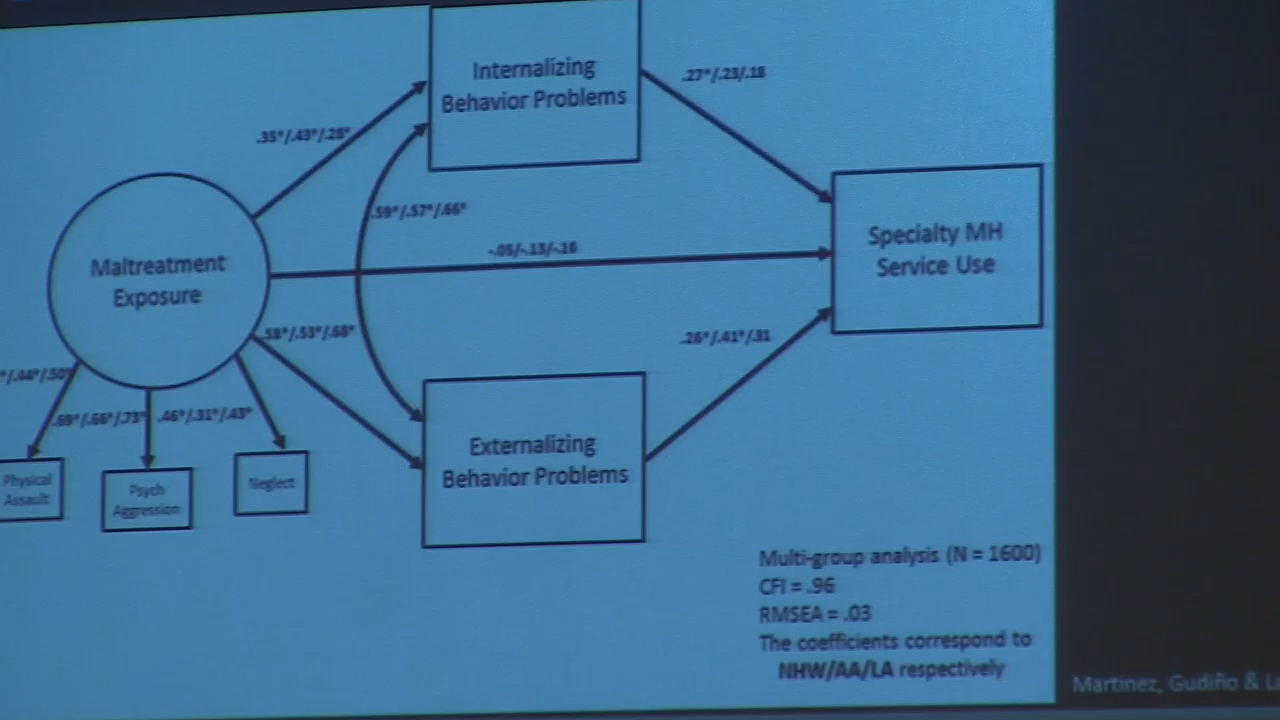 Internalizing
Behavior Problems
.27*/.23/.18
.35*/.43*/.28*
.59*/.57*/.66*
Maltreatment
Exposure
-.05/-.13/-.16
Specialty MH
Service Use
.58*/.53*/.68*
.26*/.41*/.31
*/.44*/.50*
.69*/.66*/.73*
.46*/.31*/.43*
Physical
Assault
Psych
Aggression
Neglect
Externalizing
Behavior Problems
Multi-group analysis (N = 1600)
CFI = .96
RMSEA = .03
The coefficients correspond to
NHW/AA/LA respectively
Martinez, Gudiño &